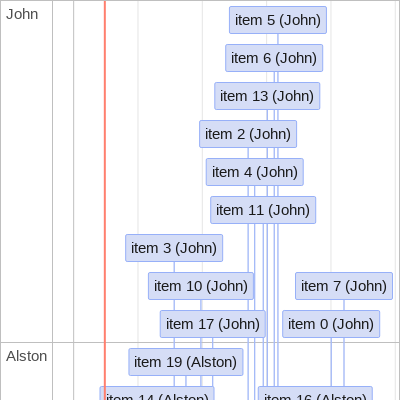 John
item 5 (John)
item 6 (John)
item 13 (John)
item 2 (John)
item 4 (John)
item 11 (John)
item 3 (John)
item 10 (John)
item 7 (John)
item 17 (John)
item 0 (John)
Alston
item 19 (Alston)
item 14 (Alston)
item 16 (Alston)